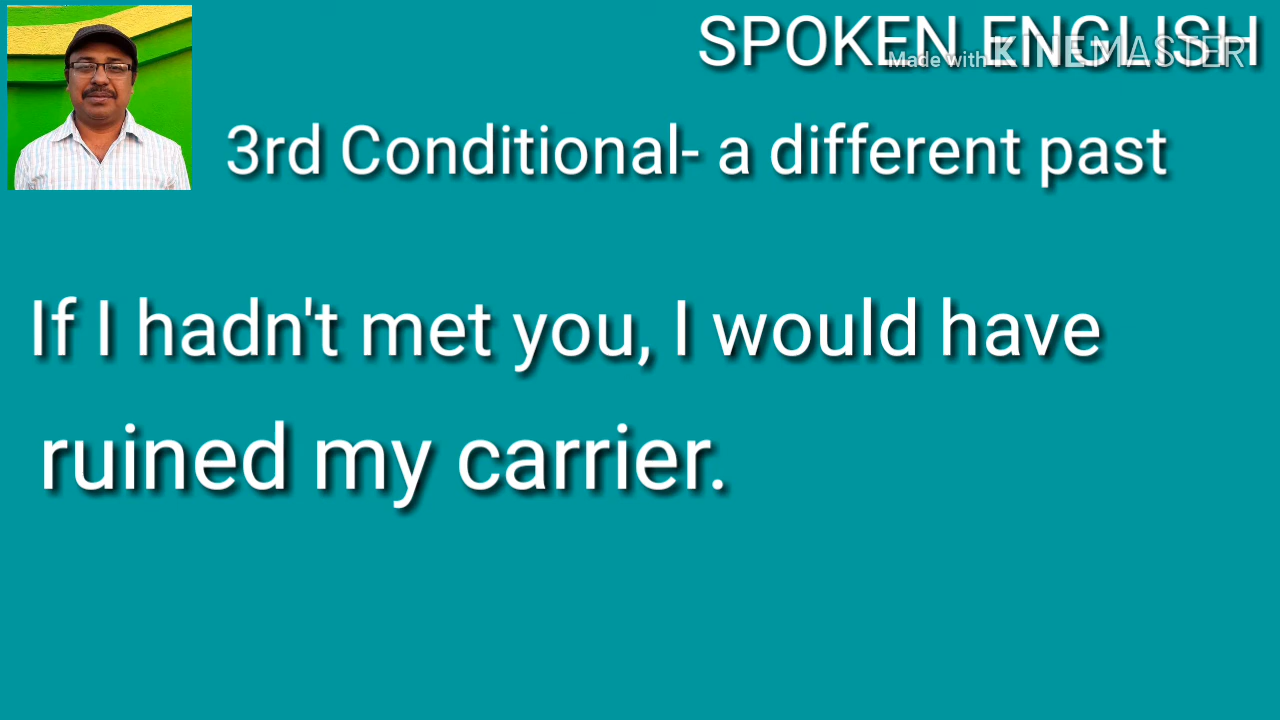 SPOKEN ENGLISH
Made with KINEMASTER
3rd Conditional- a different past
If I hadn't met you, I would have
ruined my carrier.